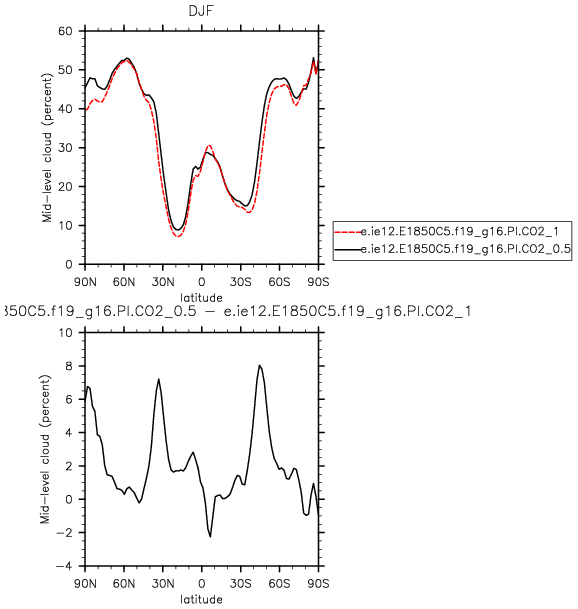 DJF
60
50
40
30
20
10
0
Mid-level cloud (percent)
90N 60N 30N 0 30S 60S 90S
latitude
e.ie12.E1850C5.f19_g16.PI.CO2_1
e.ie12.E1850C5.f19_g16.PI.CO2_0.5
350C5.f19_g16.PI.CO2_0.5 - e.ie12.E1850C5.f19_g16.PI.CO2_1
10
8
6
4
2
0
-2
-4
Mid-level cloud (percent)
90N 60N 30N 0 30S 60S 90S
latitude